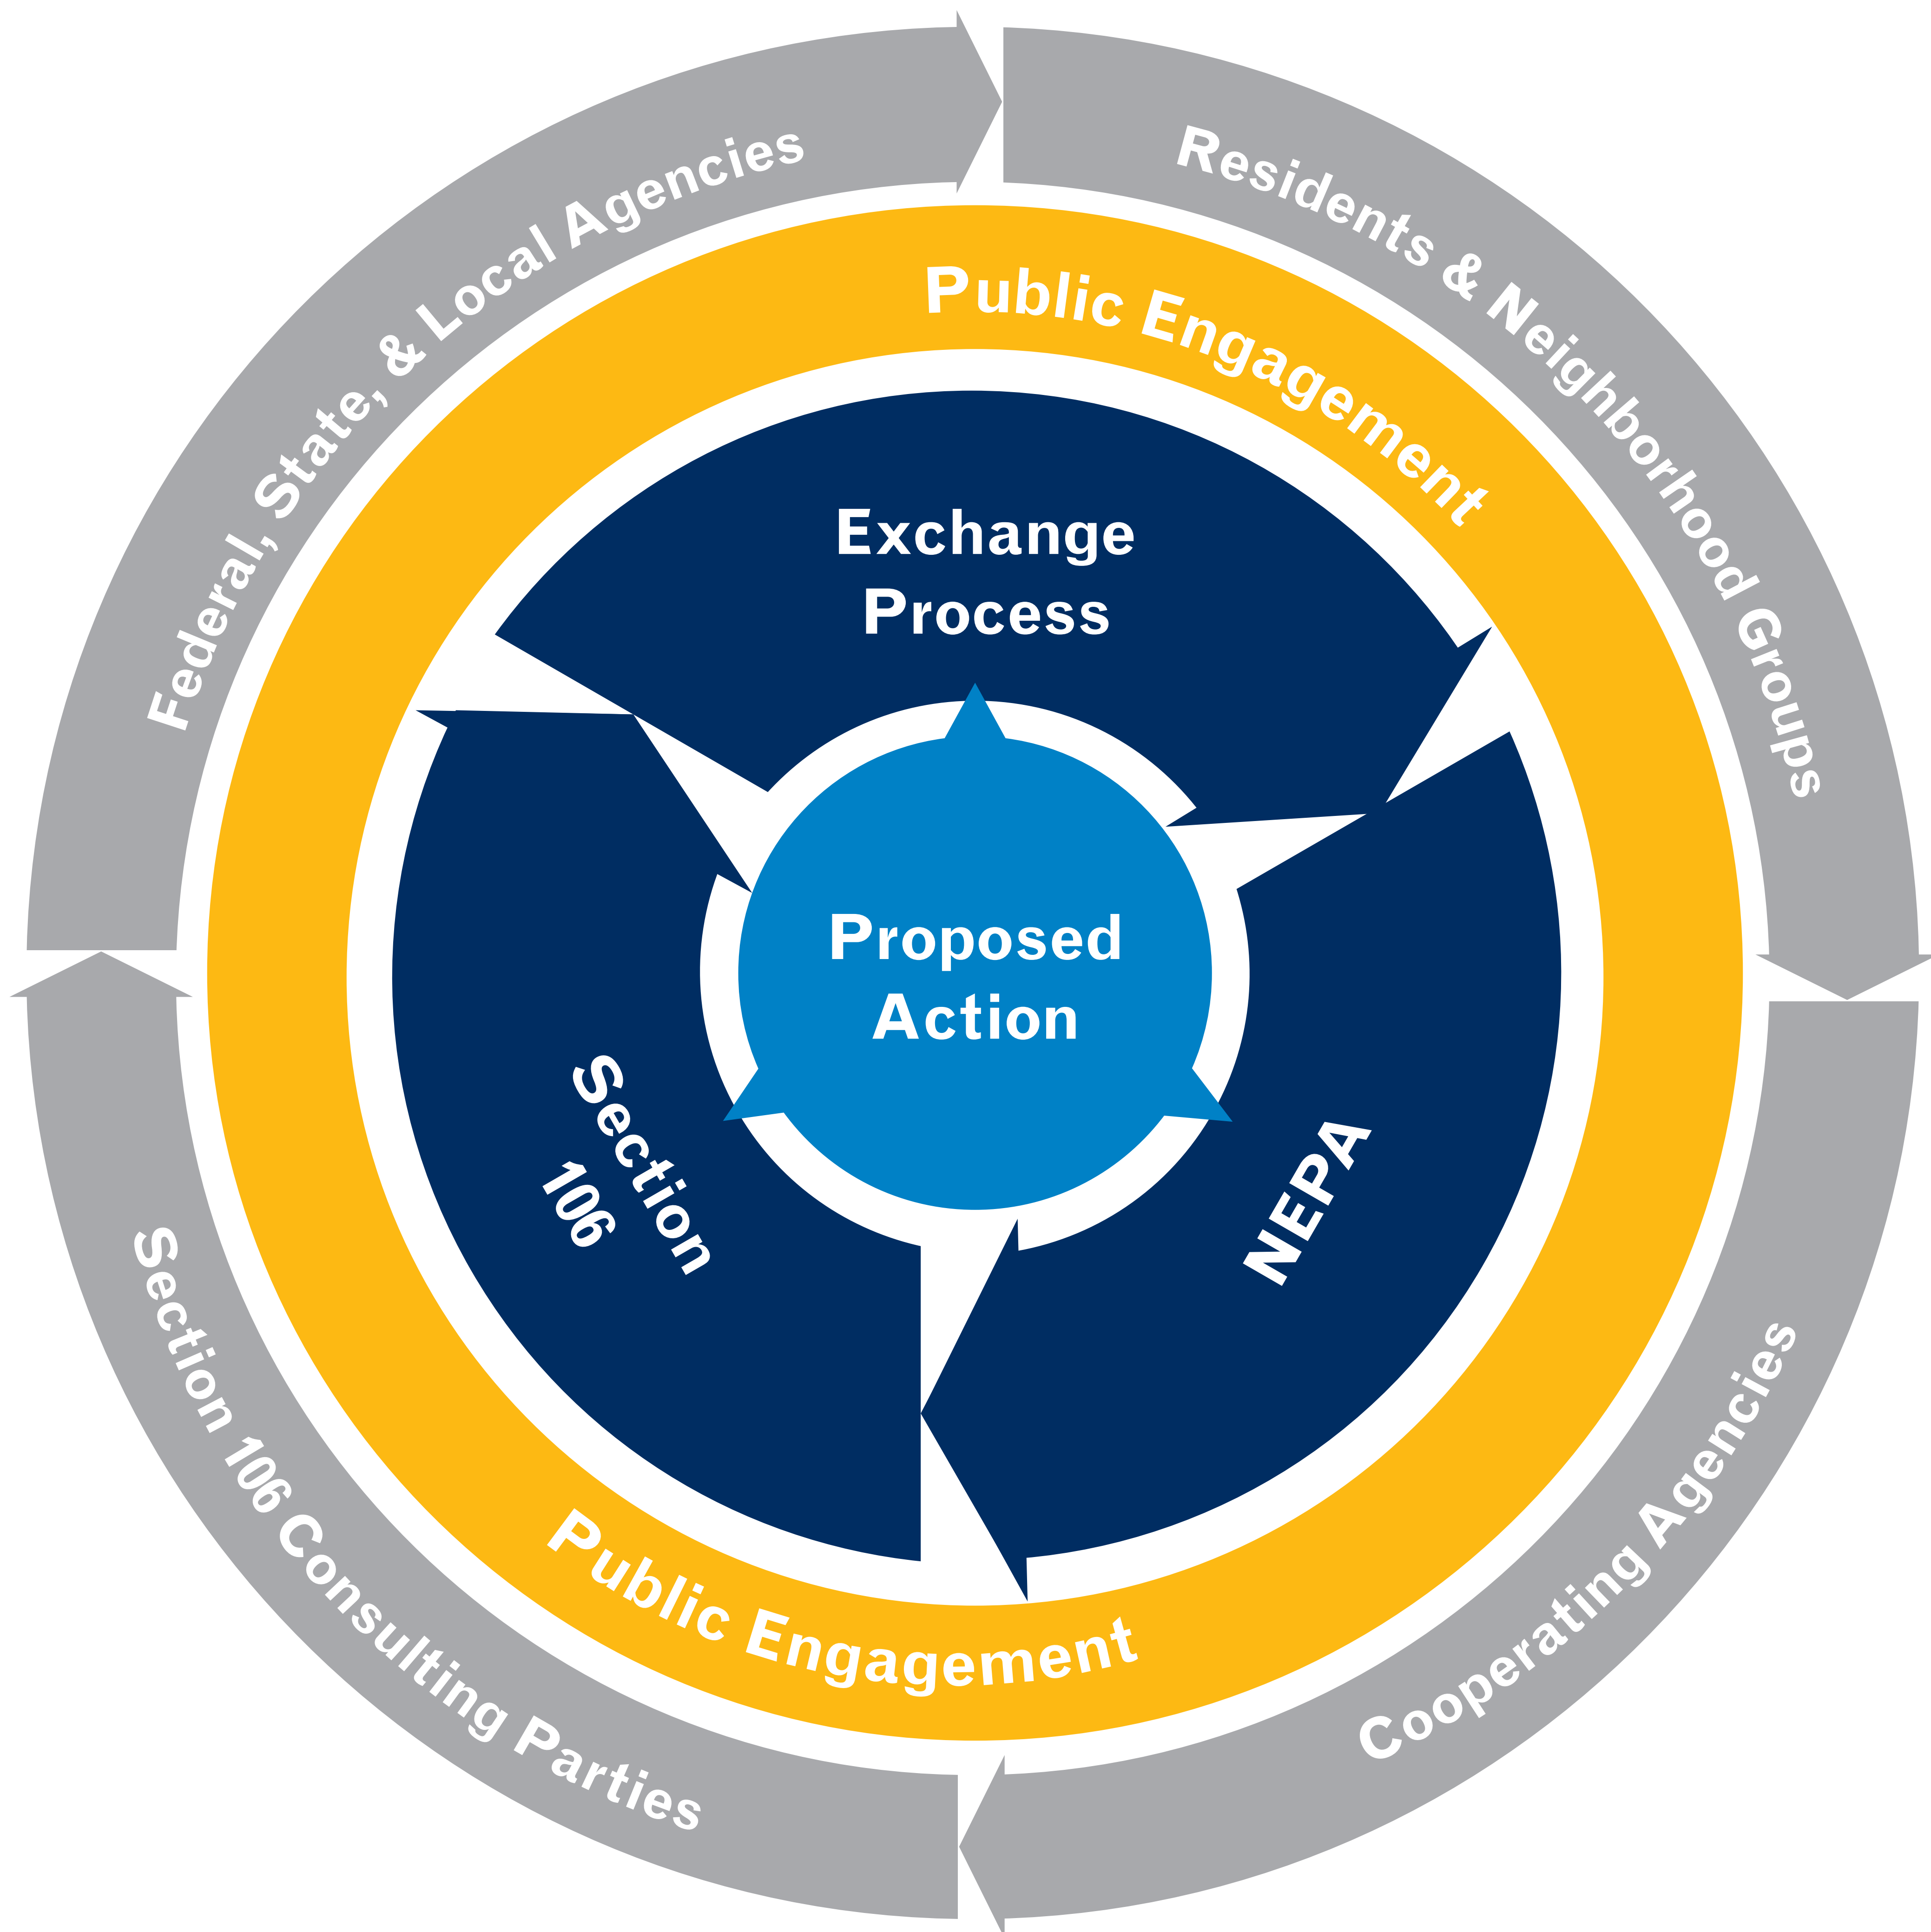 Federal, State, & Local Agencies
Residents & Neighborhood Groups
Public Engagement
Exchange
Process
Proposed
Action
Section
106
NEPA
Section 106 Consulting Parties
Cooperating Agencies
Public Engagement